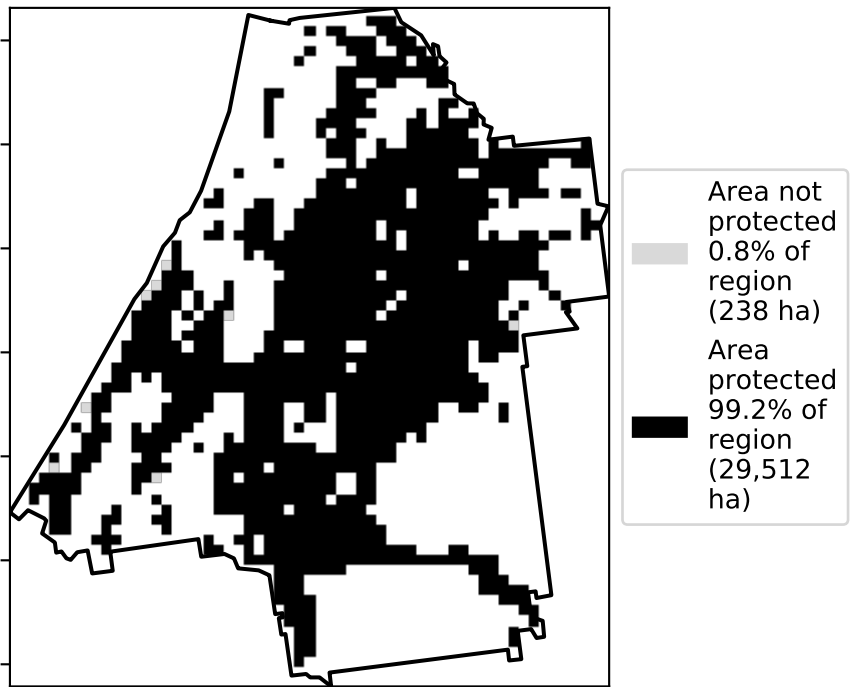 Area not
protected
0.8% of
region
(238 ha)
Area
protected
99.2% of
region
(29,512
ha)